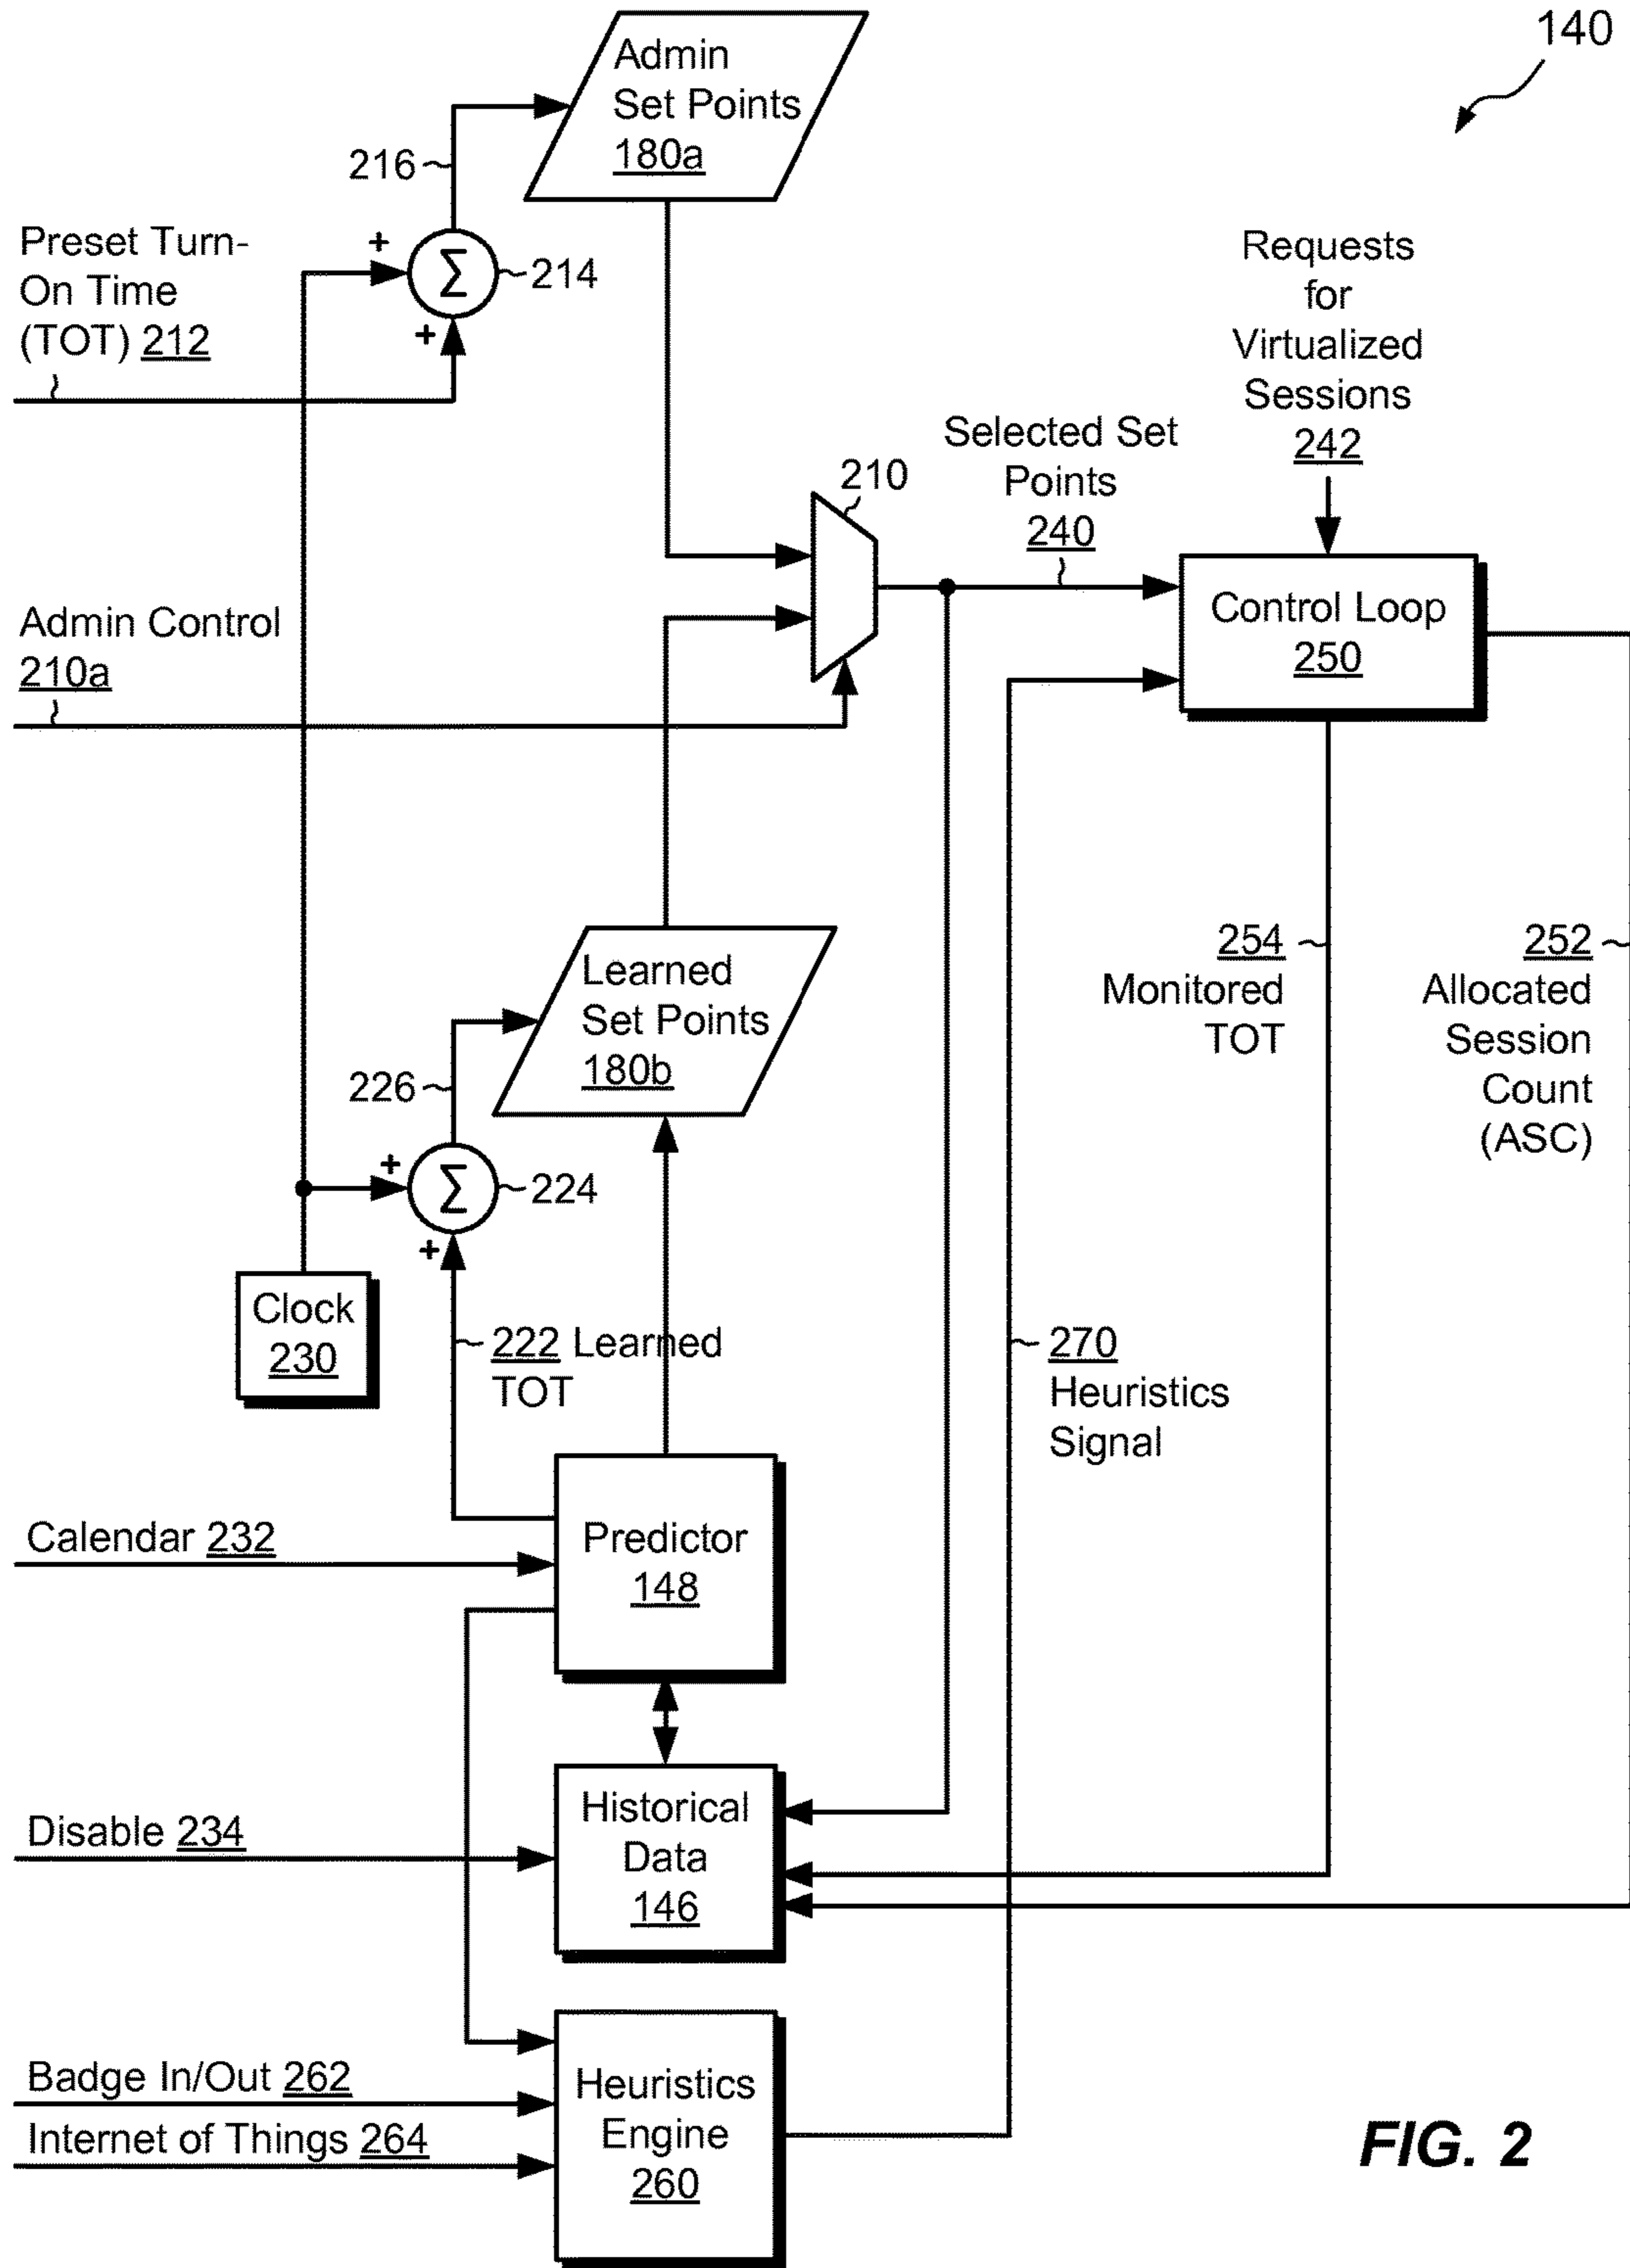 140
Admin
Set Points
180a
216
Preset Turn-
On Time
(TOT) 212
+
Σ
214
+
Requests
for
Virtualized
Sessions
242
Selected Set
Points
240
210
Control Loop
250
Admin Control
210a
254
Monitored
TOT
252
Allocated
Session
Count
(ASC)
Learned
Set Points
180b
226
+
Σ
224
+
Clock
230
222 Learned
TOT
270
Heuristics
Signal
Calendar 232
Predictor
148
Disable 234
Historical
Data
146
Badge In/Out 262
Internet of Things 264
Heuristics
Engine
260
FIG. 2